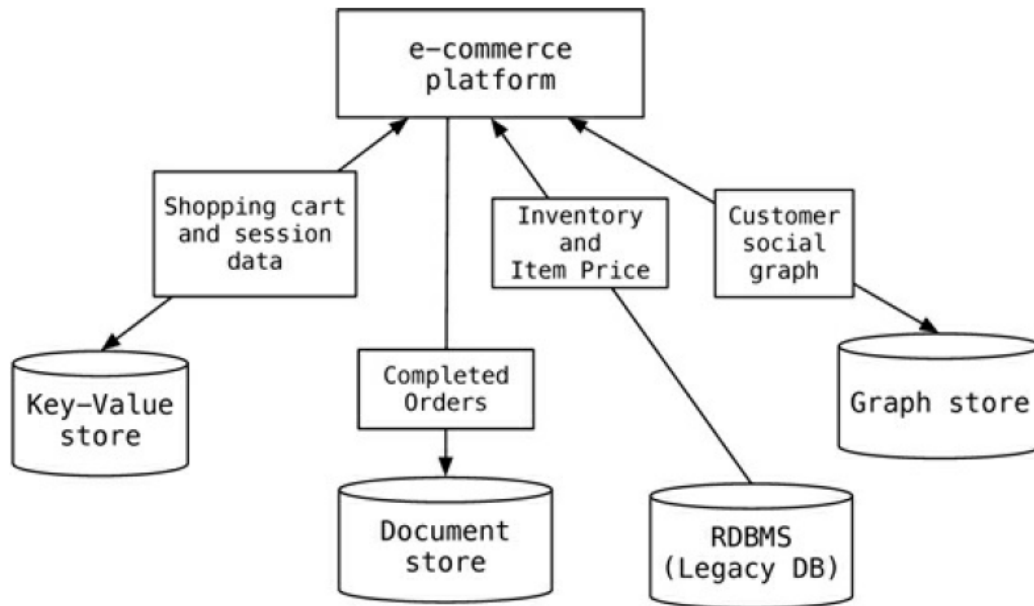 e-commerce
platform
Shopping cart
and session
data
Inventory
and
Item Price
Customer
social
graph
Completed
Orders
Key-Value
store
Graph store
Document
store
RDBMS
(Legacy DB)